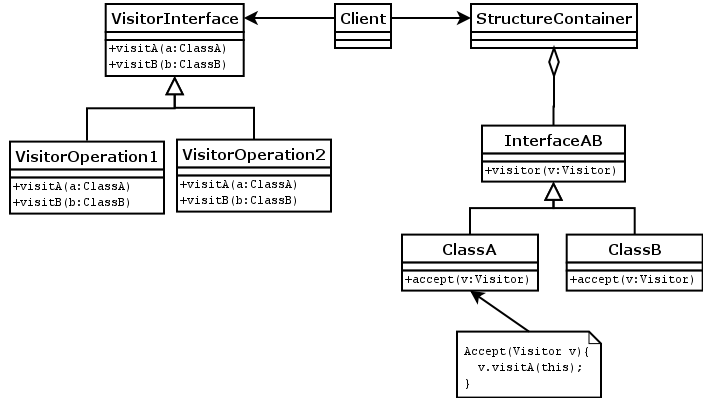 VisitorInterface
+visitA(a:ClassA)
+visitB(b:ClassB)
Client
StructureContainer
VisitorOperation1
+visitA(a:ClassA)
+visitB(b:ClassB)
VisitorOperation2
+visitA(a:ClassA)
+visitB(b:ClassB)
InterfaceAB
+visitor(v:Visitor)
ClassA
+accept(v:Visitor)
ClassB
+accept(v:Visitor)
Accept(Visitor v){
v.visitA(this);
}